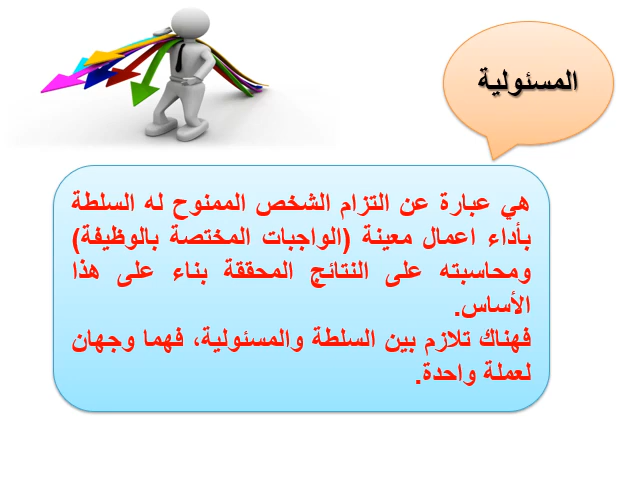 المسئولية
هي عبارة عن التزام الشخص الممنوح له السلطة
بأداء اعمال معينة (الواجبات المختصة بالوظيفة)
ومحاسبته على النتائج المحققة بناء على هذا
الأساس.
فهناك تلازم بين السلطة والمسئولية، فهما وجهان
لعملة واحدة.